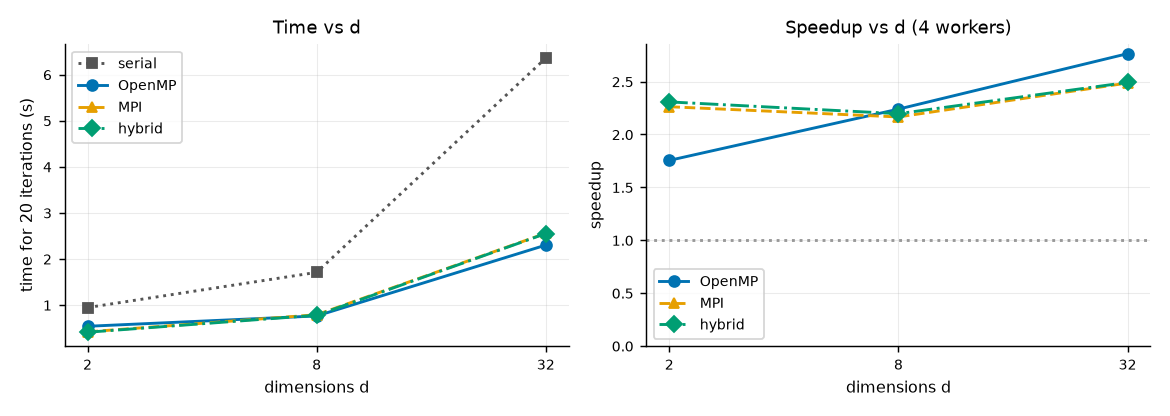 Time vs d
serial
OpenMP
MPI
hybrid
6
5
4
3
2
1
time for 20 iterations (s)
2
8
32
dimensions d
Speedup vs d (4 workers)
2.5
2.0
1.5
1.0
0.5
0.0
speedup
OpenMP
MPI
hybrid
2
8
32
dimensions d